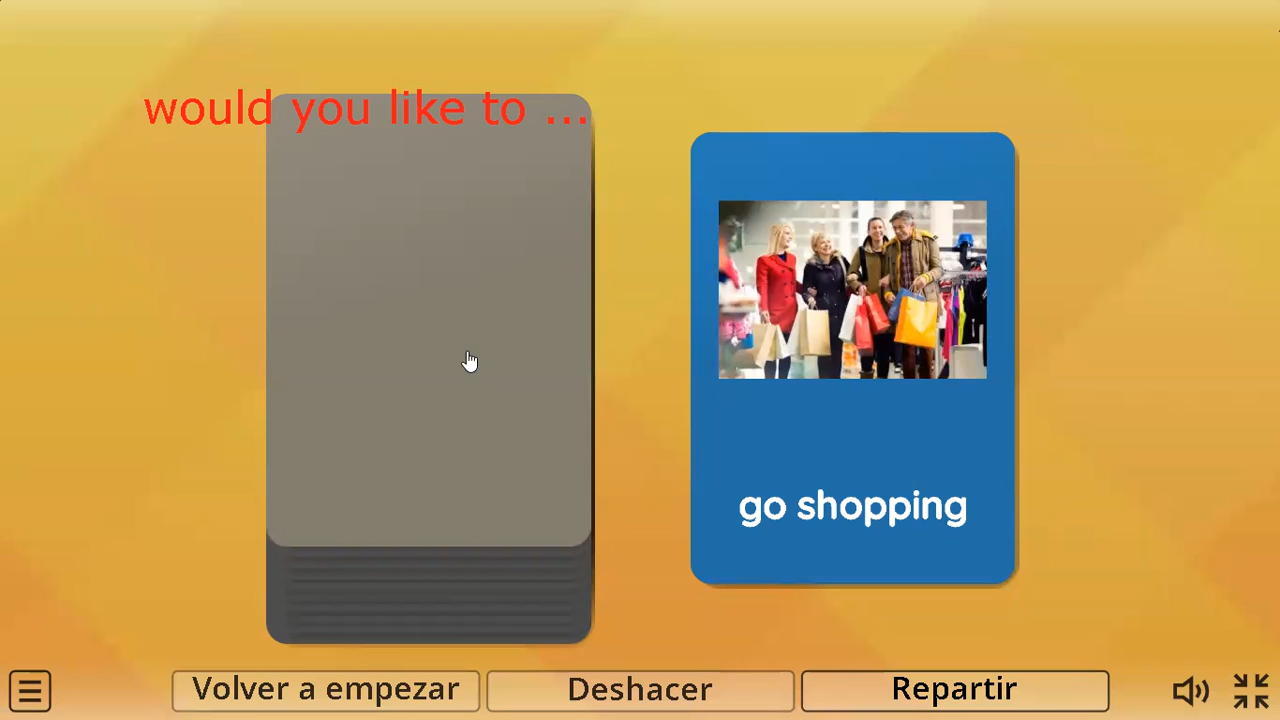 would you like to ...
go shopping
Volver a empezar
Deshacer
Repartir